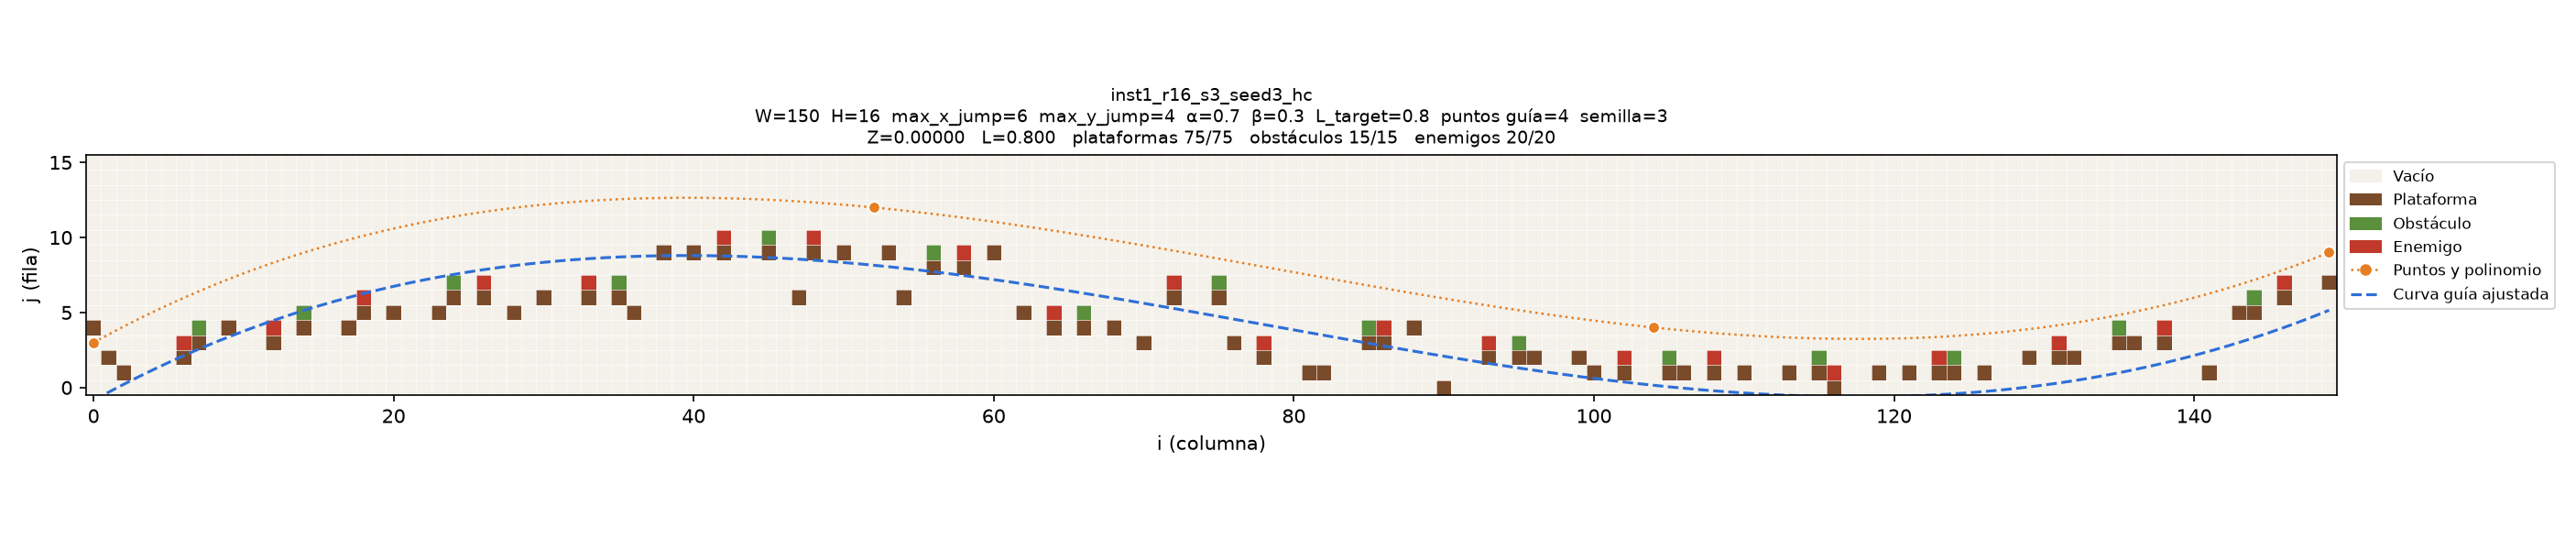 inst1_r16_s3_seed3_hc
W=150 H=16 max_x_jump=6 max_y_jump=4 α=0.7 β=0.3 L_target=0.8 puntos guía=4 semilla=3
Z=0.00000 L=0.800 plataformas 75/75 obstáculos 15/15 enemigos 20/20
15
10
5
0
j (fila)
0 20 40 60 80 100 120 140
i (columna)
Vacío
Plataforma
Obstáculo
Enemigo
Puntos y polinomio
Curva guía ajustada